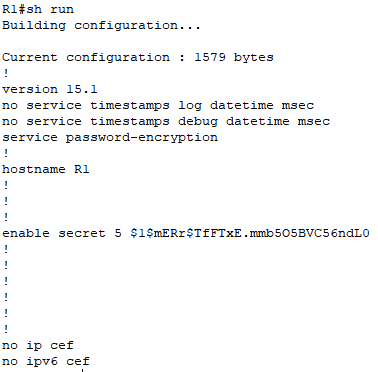 R1#sh run
Building configuration...
Current configuration : 1579 bytes
!
version 15.1
no service timestamps log datetime msec
no service timestamps debug datetime msec
service password-encryption
!
hostname R1
!
!
!
enable secret 5 $1$mERr$TfFTxE.mmb5O5BVC56ndL0
!
!
!
!
!
!
no ip cef
no ipv6 cef